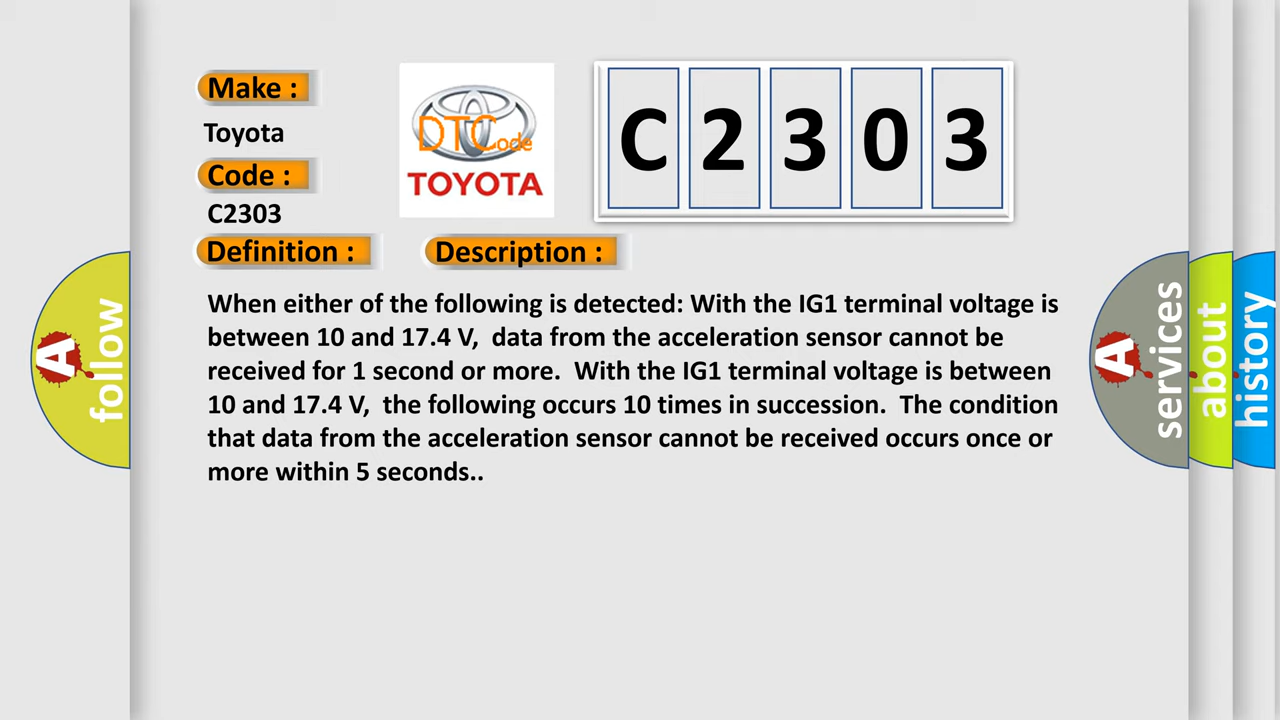 Make :
Toyota
Code :
C2303
Definition :
Description :
DTCode
TOYOTA
C2303
When either of the following is detected: With the IG1 terminal voltage is
between 10 and 17.4 V,  data from the acceleration sensor cannot be
received for 1 second or more.  With the IG1 terminal voltage is between
10 and 17.4 V,  the following occurs 10 times in succession.  The condition
that data from the acceleration sensor cannot be received occurs once or
more within 5 seconds..
A
follow
A
services
about
history